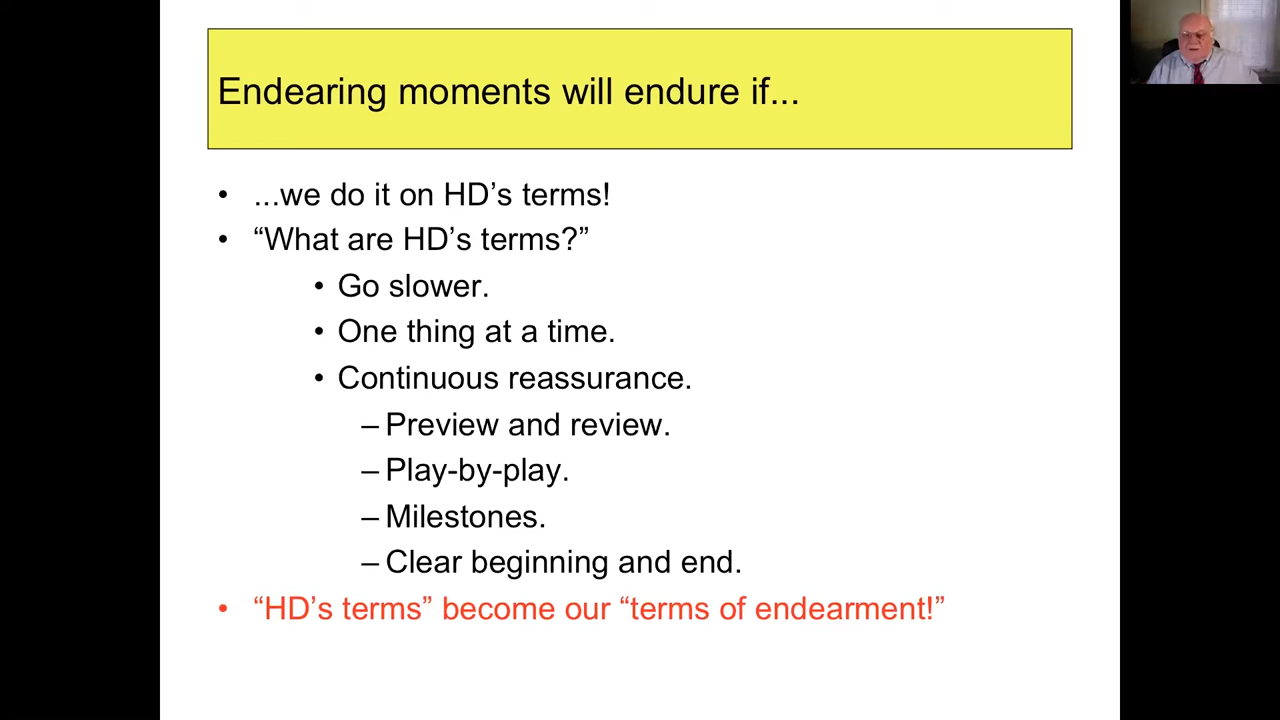 Endearing moments will endure if...
• ...we do it on HD’s terms!
• “What are HD’s terms?”
• Go slower.
• One thing at a time.
• Continuous reassurance.
– Preview and review.
– Play-by-play.
– Milestones.
– Clear beginning and end.
• “HD’s terms” become our “terms of endearment!”